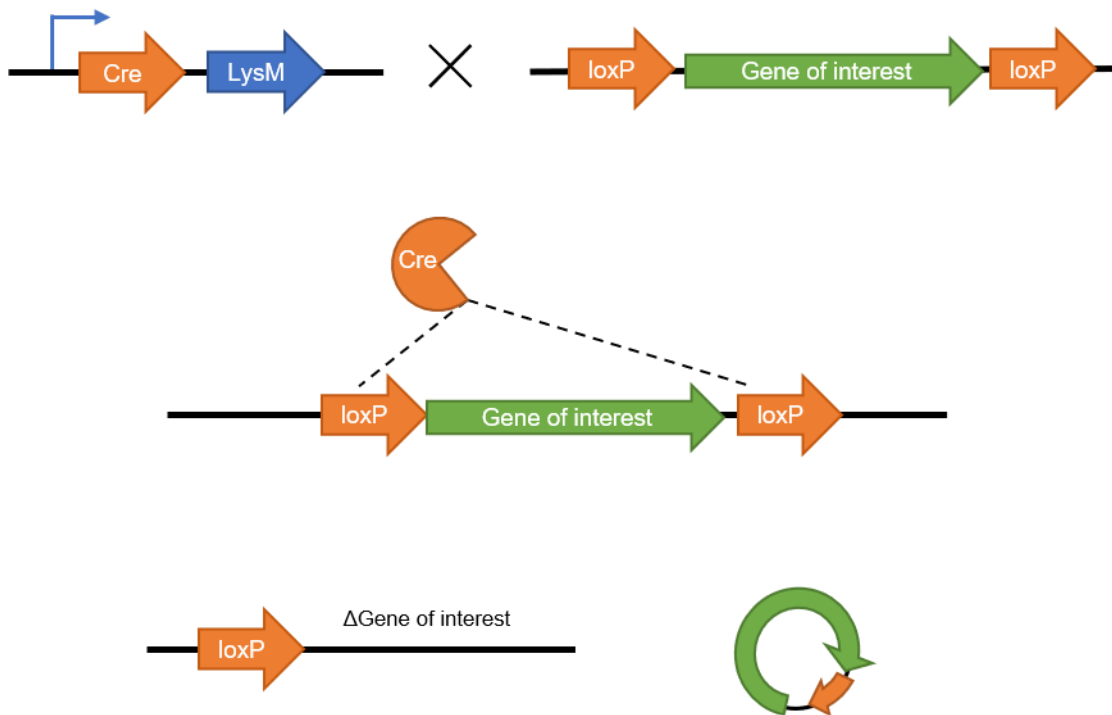 Cre
LysM
loxP
Gene of interest
loxP
Cre
loxP
Gene of interest
loxP
loxP
ΔGene of interest